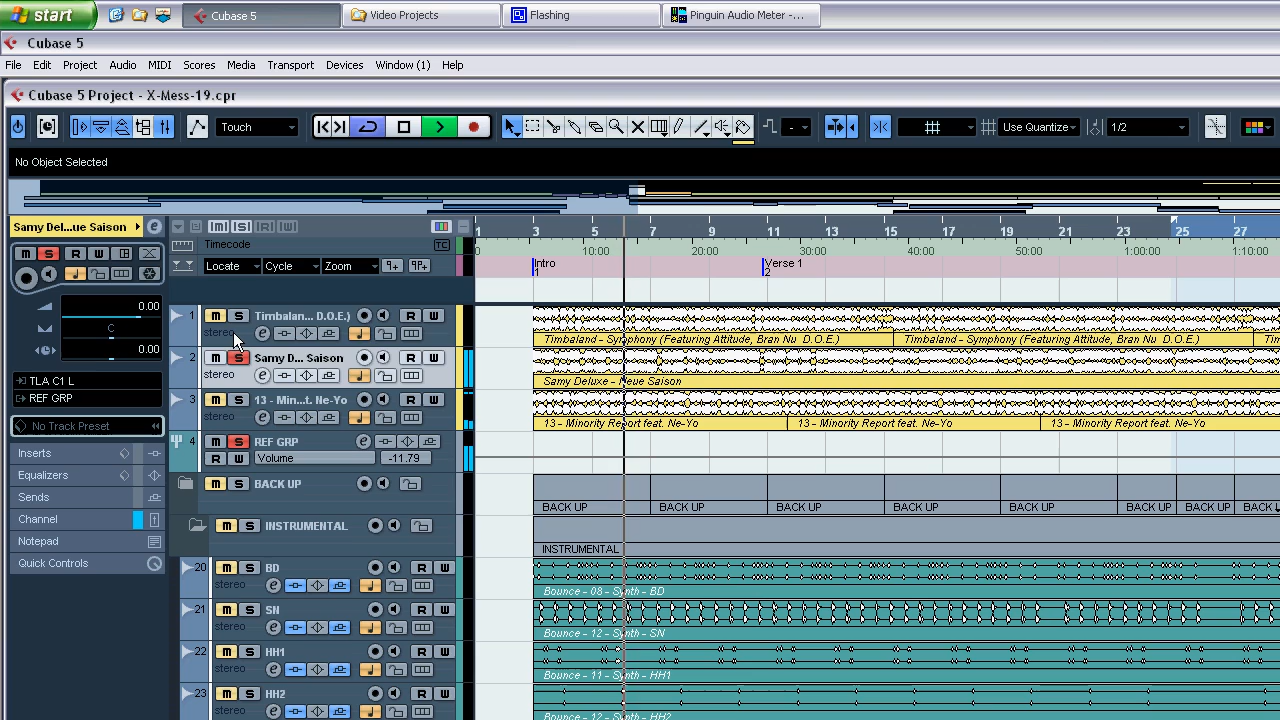 start Cubase 5 Video Projects Flashing Pinguin Audio Meter - ...
Cubase 5
File Edit Project Audio MIDI Scores Media Transport Devices Window (1) Help
Cubase 5 Project - X-Mess-19.cpr
Touch # Use Quantize 1/2
No Object Selected
Samy Del...ue Saison e [m] [S] [R] [W] 1 3 5 7 9 11 13 15 17 19 21 23 25 27
Timecode TC 10:00 20:00 30:00 40:00 50:00 1:00:00 1:10:00
m S R W
Locate Cycle Zoom Intro Verse 1
1 2
0.00
C
0.00
1 m S Timbalan... D.O.E.) R W
stereo e Timbaland - Symphony (Featuring Attitude, Bran Nu D.O.E.) Timbaland - Symphony (Featuring Attitude, Bran Nu D.O.E.) Timbala
2 m S Samy D... Saison R W
stereo e Samy Deluxe - Neue Saison
TLA C1 L
REF GRP
3 m S 13 - Min...t. Ne-Yo R W
stereo e 13 - Minority Report feat. Ne-Yo 13 - Minority Report feat. Ne-Yo 13 - Minority Report feat. Ne-Yo
No Track Preset
4 m S REF GRP e
R W Volume -11.79
Inserts
Equalizers
Sends
Channel
Notepad
Quick Controls
m S BACK UP
BACK UP BACK UP BACK UP BACK UP BACK UP BACK UP BACK UP BACK
m S INSTRUMENTAL
INSTRUMENTAL
20 m S BD R W
stereo e Bounce - 08 - Synth - BD
21 m S SN R W
stereo e Bounce - 12 - Synth - SN
22 m S HH1 R W
stereo e Bounce - 11 - Synth - HH1
23 m S HH2 R W
stereo e Bounce - 12 - Synth - HH2